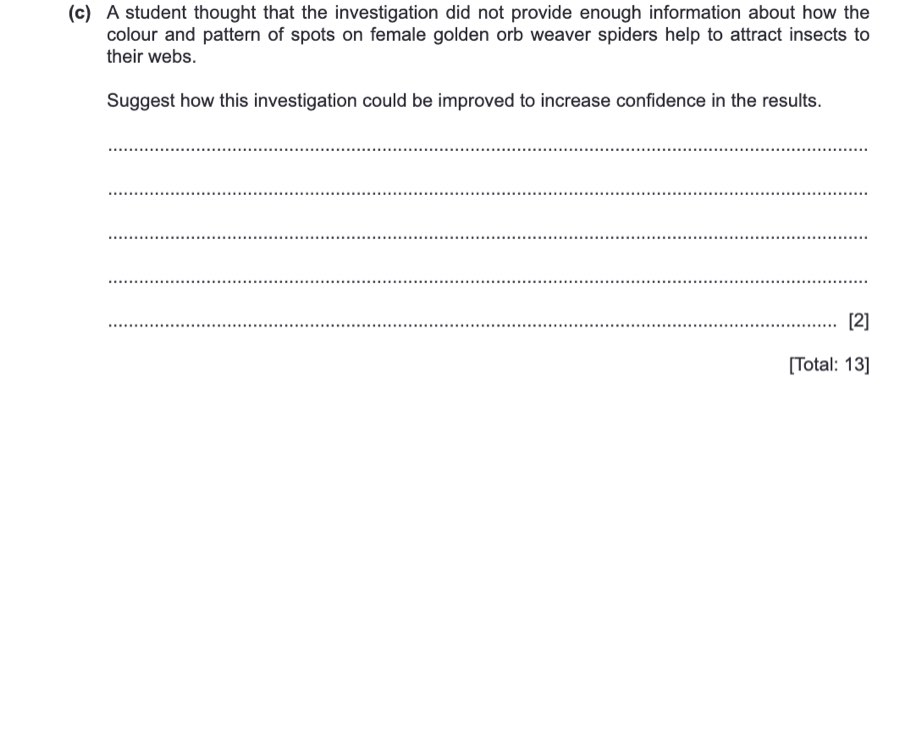 (c) A student thought that the investigation did not provide enough information about how the
colour and pattern of spots on female golden orb weaver spiders help to attract insects to
their webs.
Suggest how this investigation could be improved to increase confidence in the results.
[2]
[Total: 13]